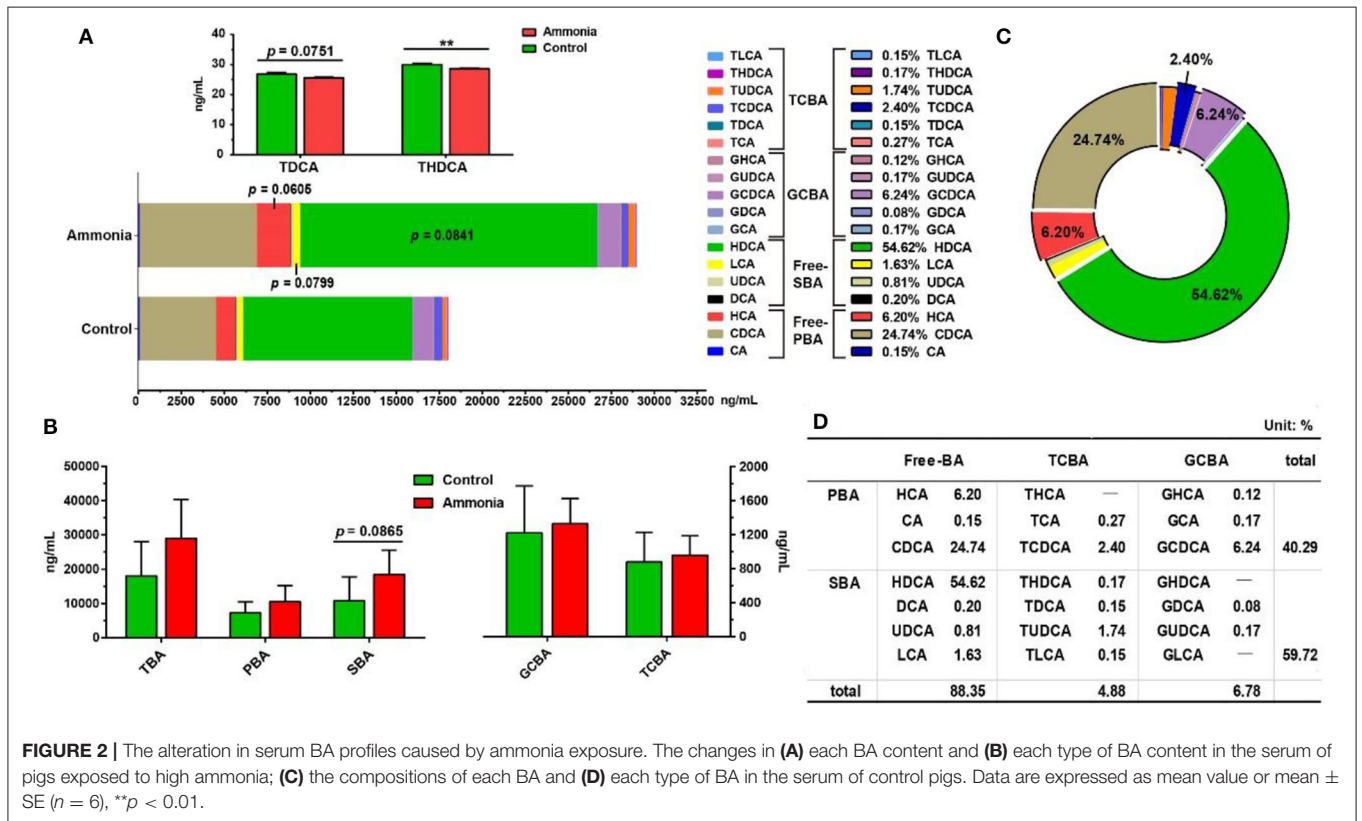 A
40
30
20
10
0
ng/mL
Ammonia
Control
p = 0.0751
**
TDCA
THDCA
p = 0.0605
Ammonia
p = 0.0841
p = 0.0799
Control
0 2500 5000 7500 10000 12500 15000 17500 20000 22500 25000 27500 30000 32500 ng/mL
TLCA
THDCA
TUDCA
TCDCA
TDCA
TCA
GHCA
GUDCA
GCDCA
GDCA
GCA
HDCA
LCA
UDCA
DCA
HCA
CDCA
CA
TCBA
GCBA
Free-
SBA
Free-
PBA
0.15% TLCA
0.17% THDCA
1.74% TUDCA
2.40% TCDCA
0.15% TDCA
0.27% TCA
0.12% GHCA
0.17% GUDCA
6.24% GCDCA
0.08% GDCA
0.17% GCA
54.62% HDCA
1.63% LCA
0.81% UDCA
0.20% DCA
6.20% HCA
24.74% CDCA
0.15% CA
C
2.40%
6.24%
24.74%
6.20%
54.62%
B
50000
40000
30000
20000
10000
0
ng/mL
Control
Ammonia
p = 0.0865
2000
1600
1200
800
400
0
ng/mL
TBA
PBA
SBA
GCBA
TCBA
D
Unit: %
Free-BA TCBA GCBA total
PBA HCA 6.20 THCA — GHCA 0.12
CA 0.15 TCA 0.27 GCA 0.17
CDCA 24.74 TCDCA 2.40 GCDCA 6.24 40.29
SBA HDCA 54.62 THDCA 0.17 GHDCA —
DCA 0.20 TDCA 0.15 GDCA 0.08
UDCA 0.81 TUDCA 1.74 GUDCA 0.17
LCA 1.63 TLCA 0.15 GLCA — 59.72
total 88.35 4.88 6.78
FIGURE 2 | The alteration in serum BA profiles caused by ammonia exposure. The changes in (A) each BA content and (B) each type of BA content in the serum of
pigs exposed to high ammonia; (C) the compositions of each BA and (D) each type of BA in the serum of control pigs. Data are expressed as mean value or mean ±
SE (n = 6), **p < 0.01.